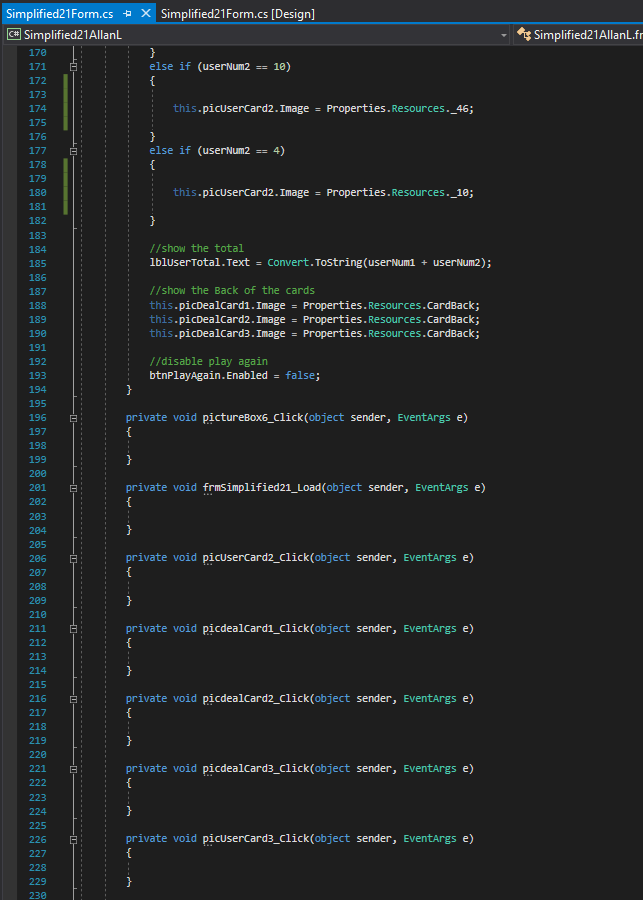 Simplified21Form.cs Simplified21Form.cs [Design]
C# Simplified21AllanL Simplified21AllanL.fr
170 }
171 else if (userNum2 == 10)
172 {
173
174 this.picUserCard2.Image = Properties.Resources._46;
175
176 }
177 else if (userNum2 == 4)
178 {
179
180 this.picUserCard2.Image = Properties.Resources._10;
181
182 }
183
184 //show the total
185 lblUserTotal.Text = Convert.ToString(userNum1 + userNum2);
186
187 //show the Back of the cards
188 this.picDealCard1.Image = Properties.Resources.CardBack;
189 this.picDealCard2.Image = Properties.Resources.CardBack;
190 this.picDealCard3.Image = Properties.Resources.CardBack;
191
192 //disable play again
193 btnPlayAgain.Enabled = false;
194 }
195
196 private void pictureBox6_Click(object sender, EventArgs e)
197 {
198
199 }
200
201 private void frmSimplified21_Load(object sender, EventArgs e)
202 {
203
204 }
205
206 private void picUserCard2_Click(object sender, EventArgs e)
207 {
208
209 }
210
211 private void picdealCard1_Click(object sender, EventArgs e)
212 {
213
214 }
215
216 private void picdealCard2_Click(object sender, EventArgs e)
217 {
218
219 }
220
221 private void picdealCard3_Click(object sender, EventArgs e)
222 {
223
224 }
225
226 private void picUserCard3_Click(object sender, EventArgs e)
227 {
228
229 }
230